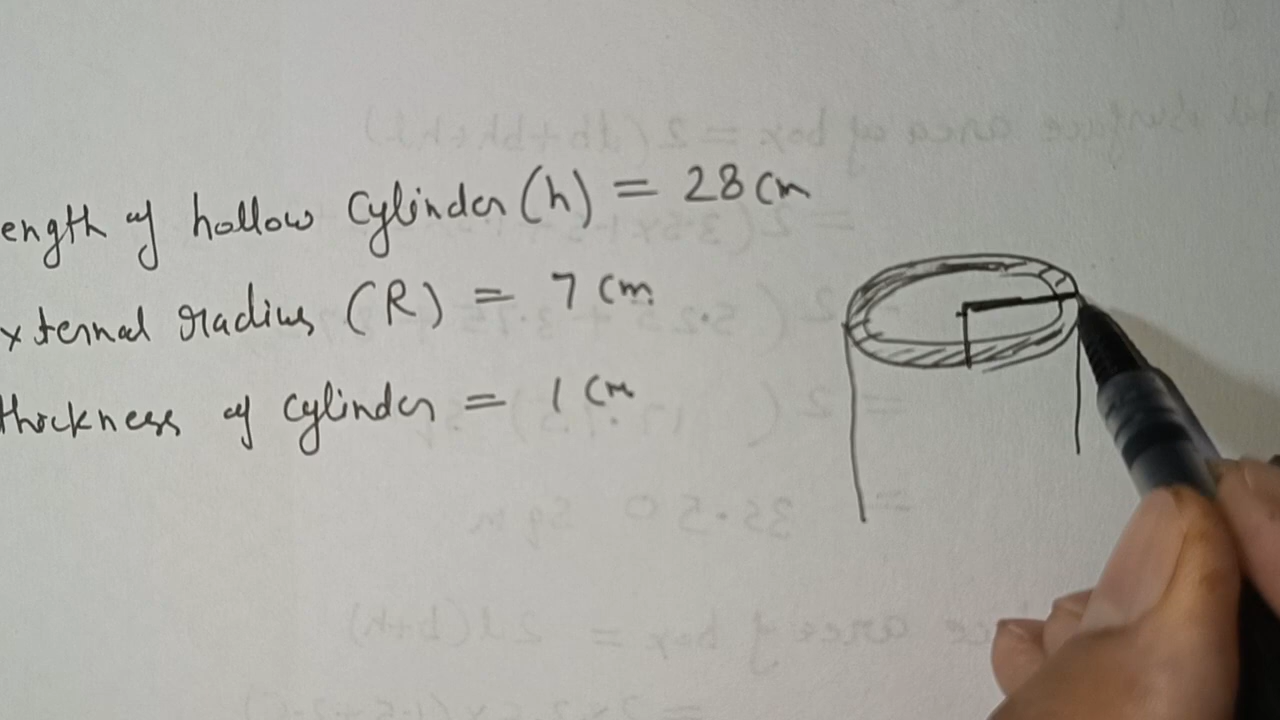 ength of hollow cylinder (h) = 28 cm
xternal radius (R) = 7 cm
thickness of cylinder = 1 cm